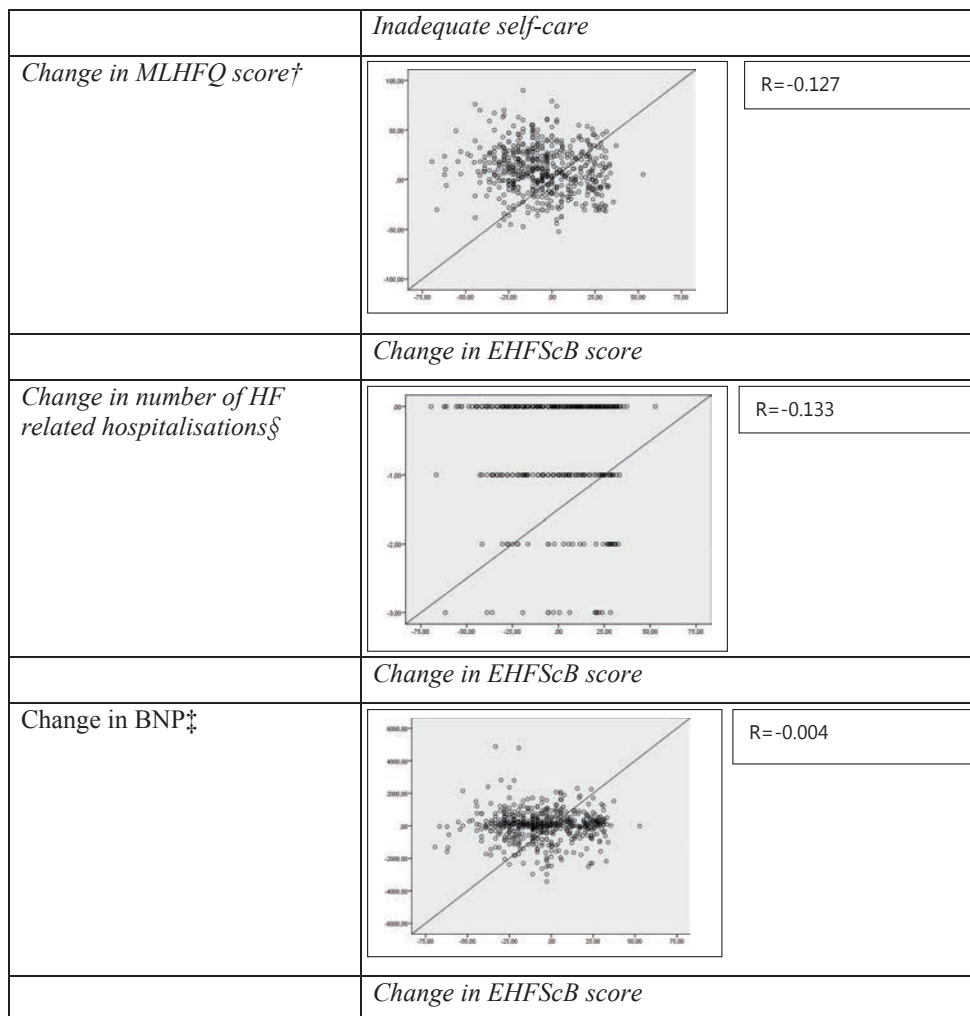 Inadequate self-care
Change in MLHFQ score†
R=-0.127
100,00
50,00
,00
-50,00
-100,00
-75,00 -50,00 -25,00 ,00 25,00 50,00 75,00
Change in EHFScB score
Change in number of HF
related hospitalisations§
R=-0.133
,00
-1,00
-2,00
-3,00
-75,00 -50,00 -25,00 ,00 25,00 50,00 75,00
Change in EHFScB score
Change in BNP‡
R=-0.004
6000,00
4000,00
2000,00
,00
-2000,00
-4000,00
-6000,00
-75,00 -50,00 -25,00 ,00 25,00 50,00 75,00
Change in EHFScB score